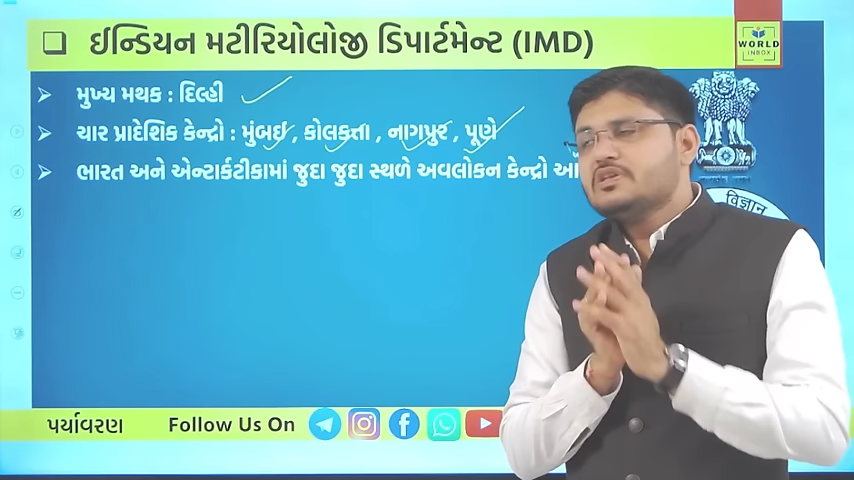 ❑ ઈન્ડિયન મટીરિયોલોજી ડિપાર્ટમેન્ટ (IMD)
WORLD
INBOX
➤ મુખ્ય મથક : દિલ્હી
➤ ચાર પ્રાદેશિક કેન્દ્રો : મુંબઇ , કોલકત્તા , નાગપુર , પૂણે
➤ ભારત અને એન્ટાર્કટીકામાં જુદા જુદા સ્થળે અવલોકન કેન્દ્રો
विज्ञान
પર્યાવરણ Follow Us On